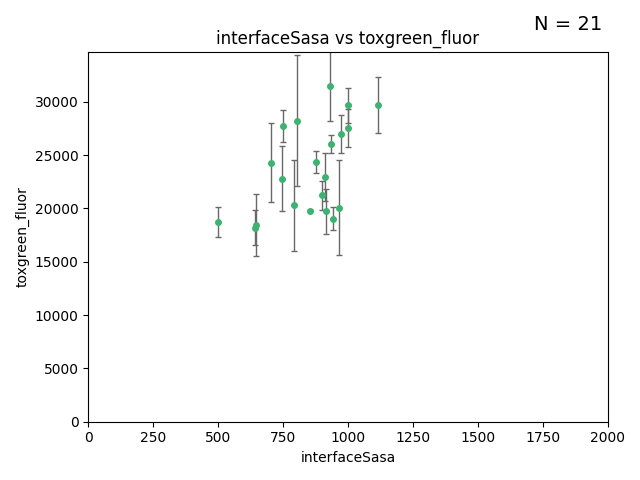 N = 21
interfaceSasa vs toxgreen_fluor
toxgreen_fluor
30000
25000
20000
15000
10000
5000
0
0 250 500 750 1000 1250 1500 1750 2000
interfaceSasa